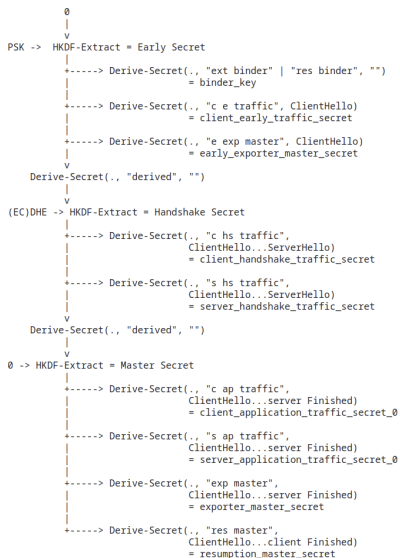 0
|
v
PSK -> HKDF-Extract = Early Secret
|
+-----> Derive-Secret(., "ext binder" | "res binder", "")
| = binder_key
|
+-----> Derive-Secret(., "c e traffic", ClientHello)
| = client_early_traffic_secret
|
+-----> Derive-Secret(., "e exp master", ClientHello)
| = early_exporter_master_secret
v
Derive-Secret(., "derived", "")
|
v
(EC)DHE -> HKDF-Extract = Handshake Secret
|
+-----> Derive-Secret(., "c hs traffic",
| ClientHello...ServerHello)
| = client_handshake_traffic_secret
|
+-----> Derive-Secret(., "s hs traffic",
| ClientHello...ServerHello)
| = server_handshake_traffic_secret
v
Derive-Secret(., "derived", "")
|
v
0 -> HKDF-Extract = Master Secret
|
+-----> Derive-Secret(., "c ap traffic",
| ClientHello...server Finished)
| = client_application_traffic_secret_0
|
+-----> Derive-Secret(., "s ap traffic",
| ClientHello...server Finished)
| = server_application_traffic_secret_0
|
+-----> Derive-Secret(., "exp master",
| ClientHello...server Finished)
| = exporter_master_secret
|
+-----> Derive-Secret(., "res master",
ClientHello...client Finished)
= resumption_master_secret